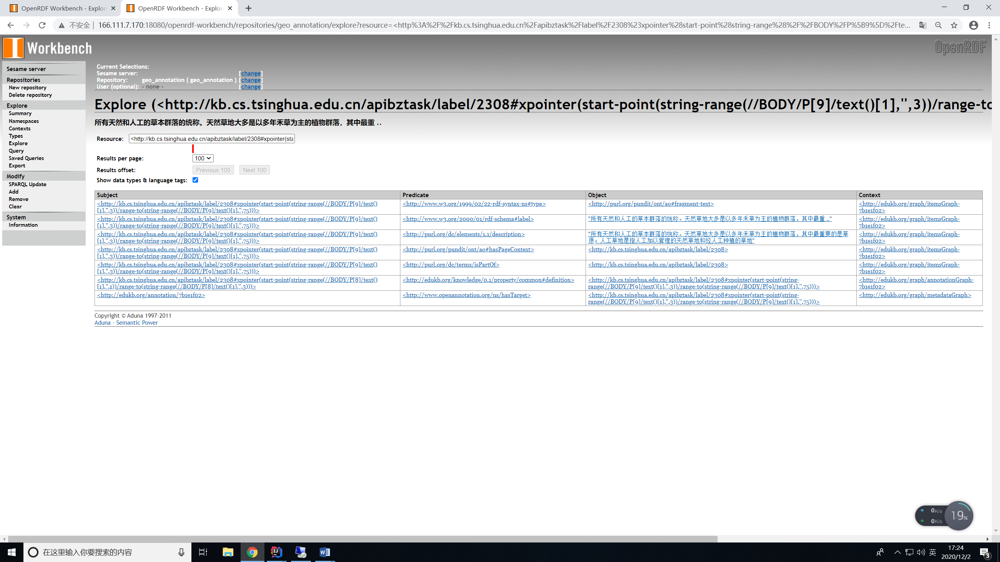 OpenRDF Workbench - Explor
OpenRDF Workbench - Explor
不安全 | 166.111.7.170:18080/openrdf-workbench/repositories/geo_annotation/explore?resource=<http%3A%2F%2Fkb.cs.tsinghua.edu.cn%2Fapibztask%2Flabel%2F2308%23xpointer%28start-point%28string-range%28%2F%2FBODY%2FP%5B9%5D%2Fte...
Workbench
OpenRDF
Sesame server
Repositories
New repository
Delete repository
Explore
Summary
Namespaces
Contexts
Types
Explore
Query
Saved Queries
Export
Modify
SPARQL Update
Add
Remove
Clear
System
Information
Current Selections:
Sesame server: [change]
Repository: geo_annotation ( geo_annotation ) [change]
User (optional): - none - [change]
Explore (<http://kb.cs.tsinghua.edu.cn/apibztask/label/2308#xpointer(start-point(string-range(//BODY/P[9]/text()[1],'',3))/range-to
所有天然和人工的草本群落的统称。天然草地大多是以多年禾草为主的植物群落，其中最重 ..
Resource: <http://kb.cs.tsinghua.edu.cn/apibztask/label/2308#xpointer(sta
Results per page: 100
Results offset: Previous 100 Next 100
Show data types & language tags:
Subject Predicate Object Context
<http://kb.cs.tsinghua.edu.cn/apibztask/label/2308#xpointer(start-point(string-range(//BODY/P[9]/text() <http://www.w3.org/1999/02/22-rdf-syntax-ns#type> <http://purl.org/pundit/ont/ao#fragment-text> <http://edukb.org/graph/itemsGraph-
[1],'',3))/range-to(string-range(//BODY/P[9]/text()[1],'',75)))> 7b1e1f02>
<http://kb.cs.tsinghua.edu.cn/apibztask/label/2308#xpointer(start-point(string-range(//BODY/P[9]/text() <http://www.w3.org/2000/01/rdf-schema#label> "所有天然和人工的草本群落的统称。天然草地大多是以多年禾草为主的植物群落，其中最重 .." <http://edukb.org/graph/itemsGraph-
[1],'',3))/range-to(string-range(//BODY/P[9]/text()[1],'',75)))> 7b1e1f02>
<http://kb.cs.tsinghua.edu.cn/apibztask/label/2308#xpointer(start-point(string-range(//BODY/P[9]/text() <http://purl.org/dc/elements/1.1/description> "所有天然和人工的草本群落的统称。天然草地大多是以多年禾草为主的植物群落，其中最重要的是草 <http://edukb.org/graph/itemsGraph-
[1],'',3))/range-to(string-range(//BODY/P[9]/text()[1],'',75)))> 原；人工草地是指人工加以管理的天然草地和经人工种植的草地" 7b1e1f02>
<http://kb.cs.tsinghua.edu.cn/apibztask/label/2308#xpointer(start-point(string-range(//BODY/P[9]/text() <http://purl.org/pundit/ont/ao#hasPageContext> <http://kb.cs.tsinghua.edu.cn/apibztask/label/2308> <http://edukb.org/graph/itemsGraph-
[1],'',3))/range-to(string-range(//BODY/P[9]/text()[1],'',75)))> 7b1e1f02>
<http://kb.cs.tsinghua.edu.cn/apibztask/label/2308#xpointer(start-point(string-range(//BODY/P[9]/text() <http://purl.org/dc/terms/isPartOf> <http://kb.cs.tsinghua.edu.cn/apibztask/label/2308> <http://edukb.org/graph/itemsGraph-
[1],'',3))/range-to(string-range(//BODY/P[9]/text()[1],'',75)))> 7b1e1f02>
<http://kb.cs.tsinghua.edu.cn/apibztask/label/2308#xpointer(start-point(string-range(//BODY/P[8]/text() <http://edukb.org/knowledge/0.1/property/common#definition> <http://kb.cs.tsinghua.edu.cn/apibztask/label/2308#xpointer(start-point(string- <http://edukb.org/graph/annotationGraph-
[1],'',1))/range-to(string-range(//BODY/P[8]/text()[1],'',3)))> range(//BODY/P[9]/text()[1],'',3))/range-to(string-range(//BODY/P[9]/text()[1],'',75)))> 7b1e1f02>
<http://edukb.org/annotation/7b1e1f02> <http://www.openannotation.org/ns/hasTarget> <http://kb.cs.tsinghua.edu.cn/apibztask/label/2308#xpointer(start-point(string- <http://edukb.org/graph/metadataGraph>
range(//BODY/P[9]/text()[1],'',3))/range-to(string-range(//BODY/P[9]/text()[1],'',75)))>
Copyright © Aduna 1997-2011
Aduna - Semantic Power
0K/s
0K/s
19%
在这里输入你要搜索的内容
英
17:24
2020/12/2
3